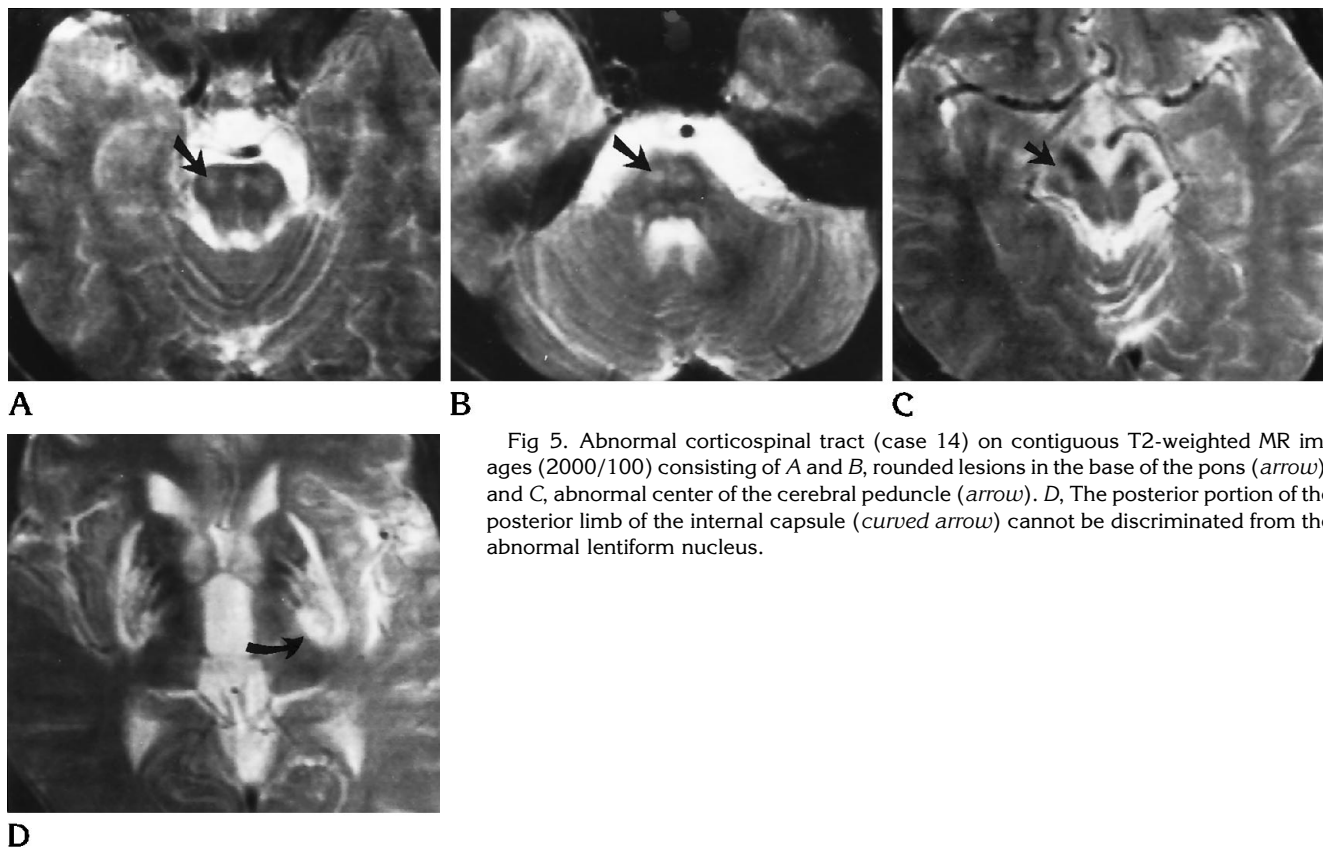 A
B
C
Fig 5. Abnormal corticospinal tract (case 14) on contiguous T2-weighted MR im-
ages (2000/100) consisting of A and B, rounded lesions in the base of the pons (arrow)
and C, abnormal center of the cerebral peduncle (arrow). D, The posterior portion of the
posterior limb of the internal capsule (curved arrow) cannot be discriminated from the
abnormal lentiform nucleus.
D